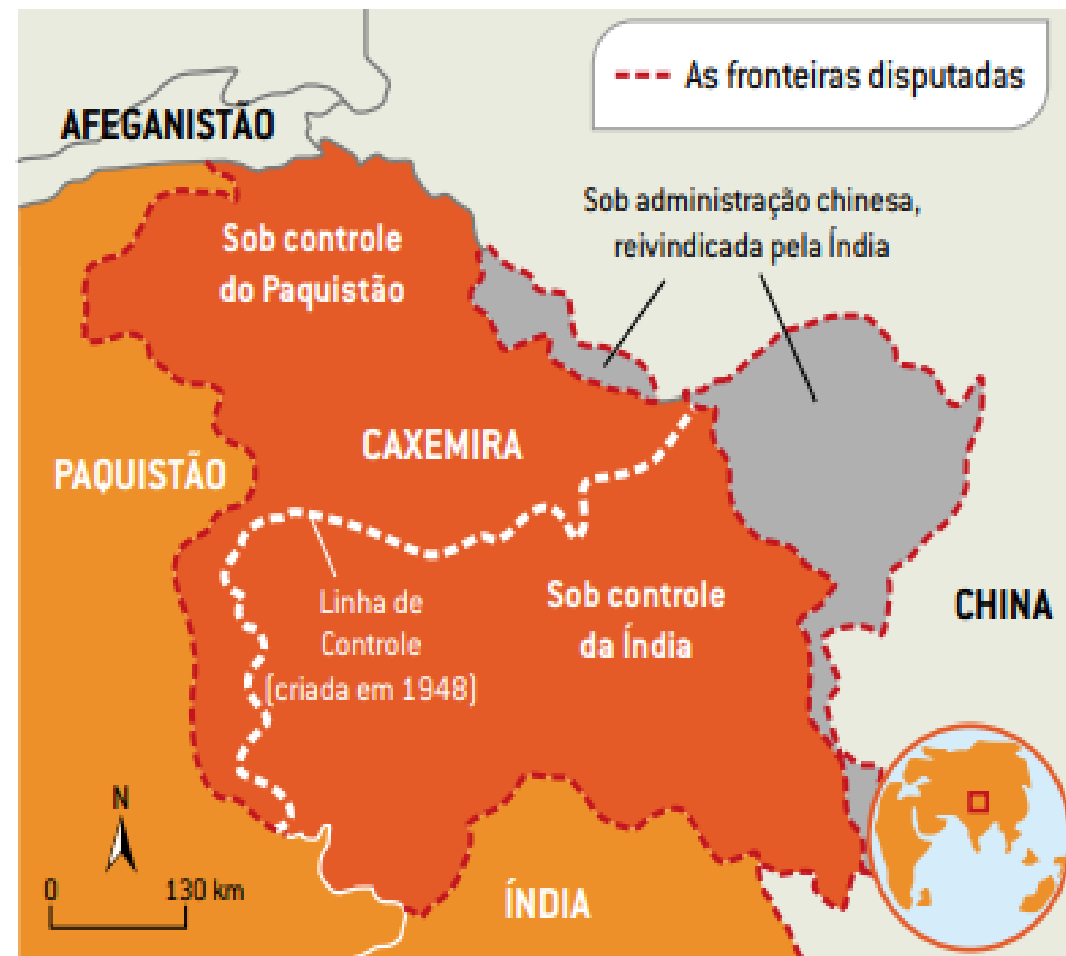 As fronteiras disputadas
AFEGANISTÃO
Sob administração chinesa,
reivindicada pela Índia
Sob controle
do Paquistão
CAXEMIRA
PAQUISTÃO
Linha de
Controle
(criada em 1948)
Sob controle
da Índia
CHINA
N
0 130 km
ÍNDIA